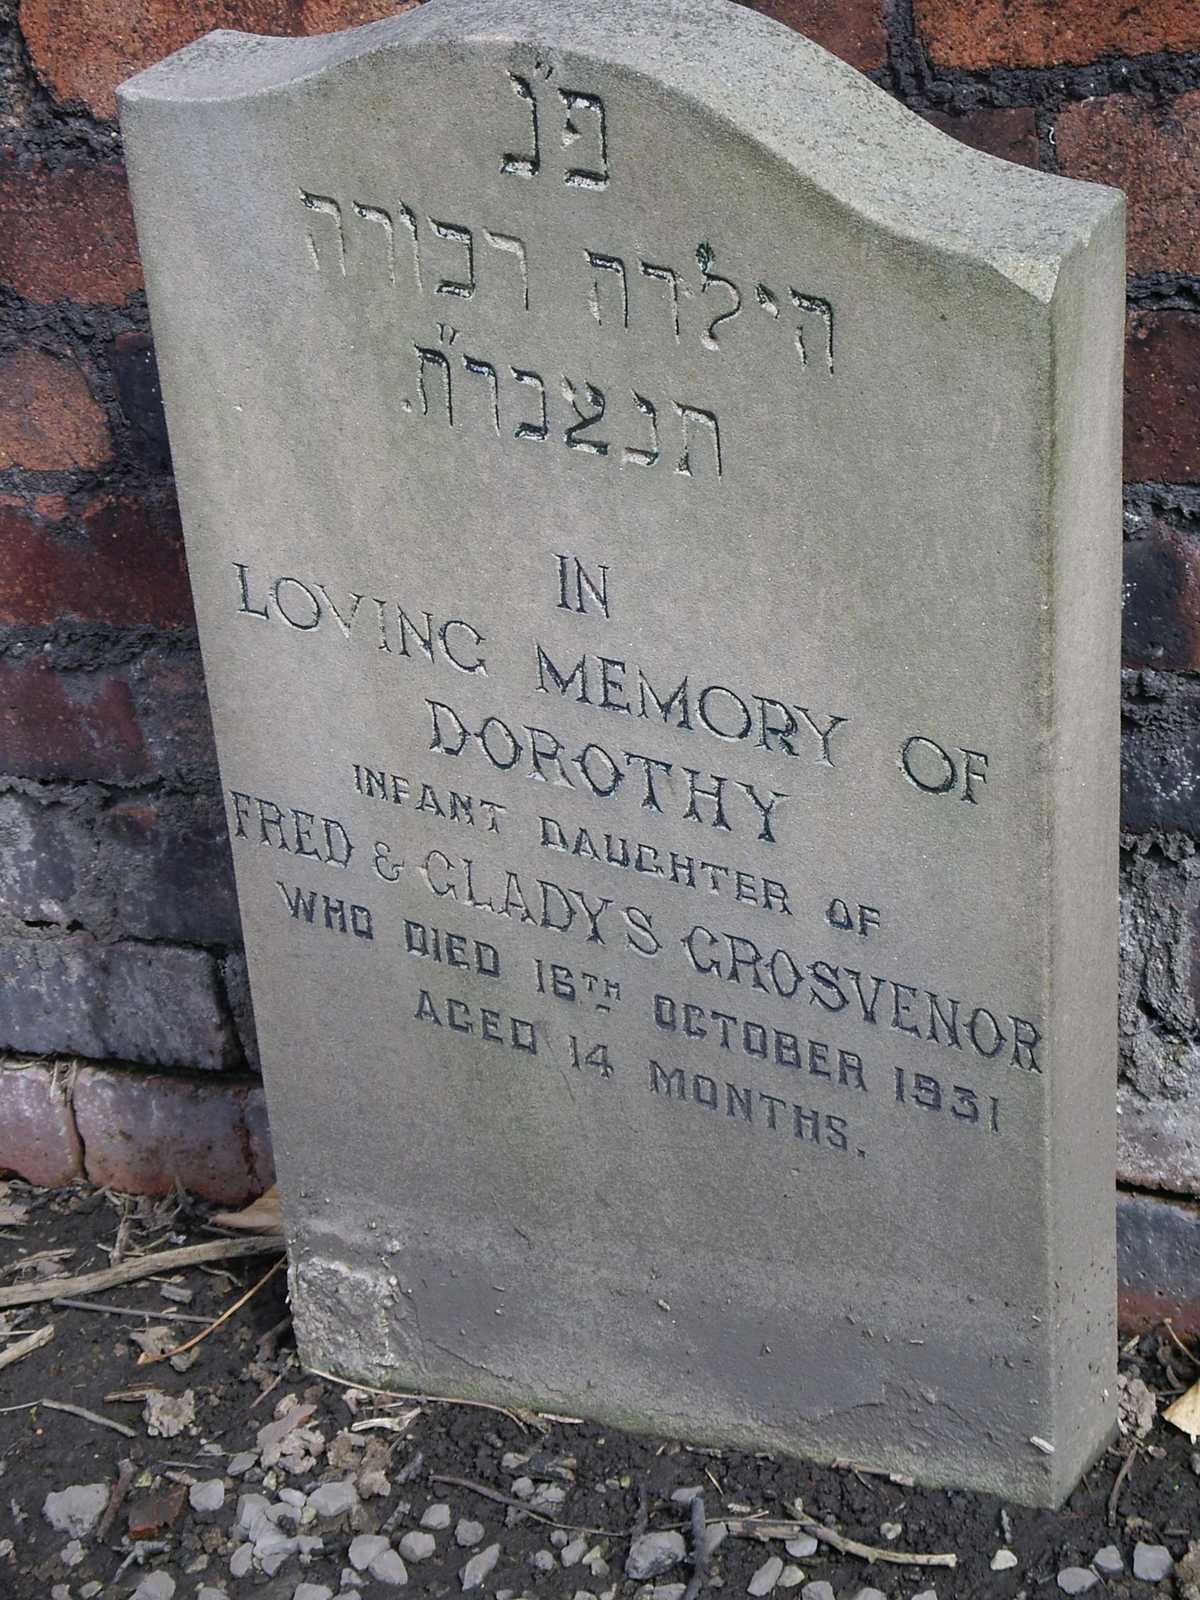 פ"נ
הילדה דבורה
תנצברח".
IN
LOVING MEMORY OF
DOROTHY
INFANT DAUGHTER OF
FRED & GLADYS GROSVENOR
WHO DIED 16TH OCTOBER 1931
AGED 14 MONTHS.